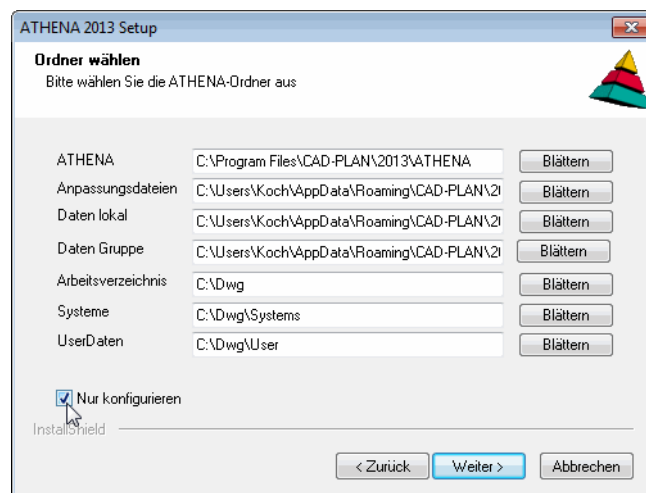 ATHENA 2013 Setup
Ordner wählen
Bitte wählen Sie die ATHENA-Ordner aus
ATHENA C:\Program Files\CAD-PLAN\2013\ATHENA Blättern
Anpassungsdateien C:\Users\Koch\AppData\Roaming\CAD-PLAN\2 Blättern
Daten lokal C:\Users\Koch\AppData\Roaming\CAD-PLAN\2 Blättern
Daten Gruppe C:\Users\Koch\AppData\Roaming\CAD-PLAN\2 Blättern
Arbeitsverzeichnis C:\Dwg Blättern
Systeme C:\Dwg\Systems Blättern
UserDaten C:\Dwg\User Blättern
Nur konfigurieren
InstallShield
< Zurück Weiter > Abbrechen